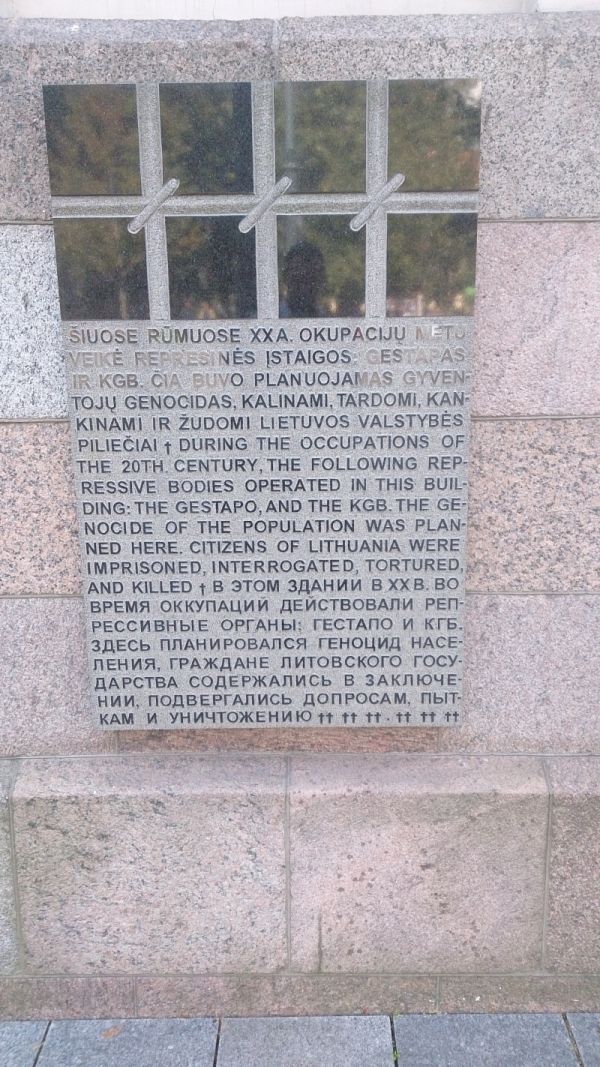 ŠIUOSE RŪMUOSE XX A. OKUPACIJŲ METU
VEIKĖ REPRESINĖS ĮSTAIGOS: GESTAPAS
IR KGB. ČIA BUVO PLANUOJAMAS GYVEN-
TOJŲ GENOCIDAS, KALINAMI, TARDOMI, KAN-
KINAMI IR ŽUDOMI LIETUVOS VALSTYBĖS
PILIEČIAI † DURING THE OCCUPATIONS OF
THE 20TH CENTURY, THE FOLLOWING REP-
RESSIVE BODIES OPERATED IN THIS BUIL-
DING: THE GESTAPO, AND THE KGB. THE GE-
NOCIDE OF THE POPULATION WAS PLAN-
NED HERE. CITIZENS OF LITHUANIA WERE
IMPRISONED, INTERROGATED, TORTURED,
AND KILLED † В ЭТОМ ЗДАНИИ В XX В. ВО
ВРЕМЯ ОККУПАЦИЙ ДЕЙСТВОВАЛИ РЕП-
РЕССИВНЫЕ ОРГАНЫ: ГЕСТАПО И КГБ.
ЗДЕСЬ ПЛАНИРОВАЛСЯ ГЕНОЦИД НАСЕ-
ЛЕНИЯ, ГРАЖДАНЕ ЛИТОВСКОГО ГОСУ-
ДАРСТВА СОДЕРЖАЛИСЬ В ЗАКЛЮЧЕ-
НИИ, ПОДВЕРГАЛИСЬ ДОПРОСАМ, ПЫТ-
КАМ И УНИЧТОЖЕНИЮ †† †† ††. †† †† ††